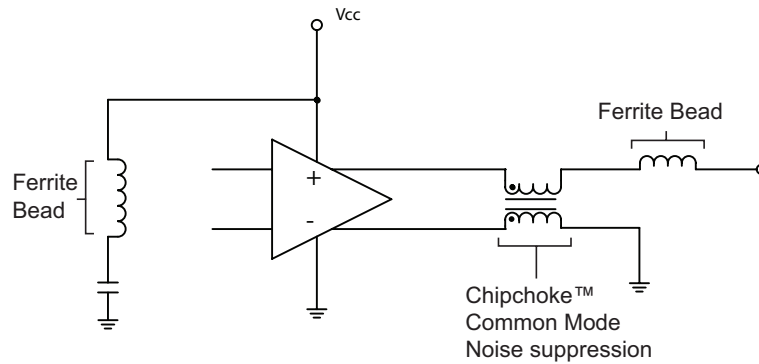 Vcc
Ferrite Bead
Ferrite
Bead
+
-
Chipchoke™
Common Mode
Noise suppression